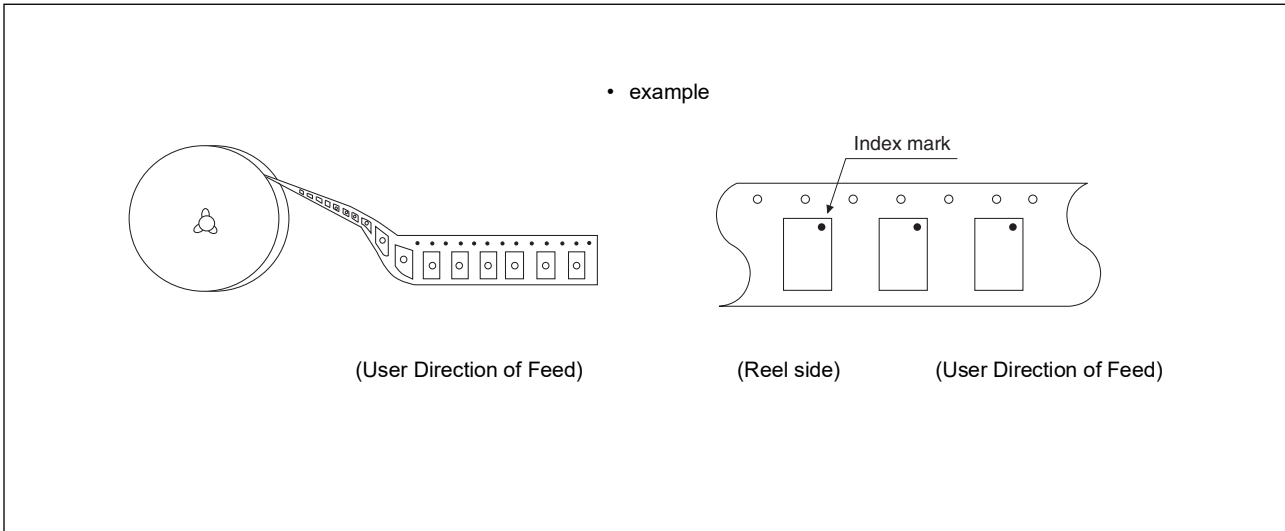 • example
Index mark
(User Direction of Feed)
(Reel side)
(User Direction of Feed)